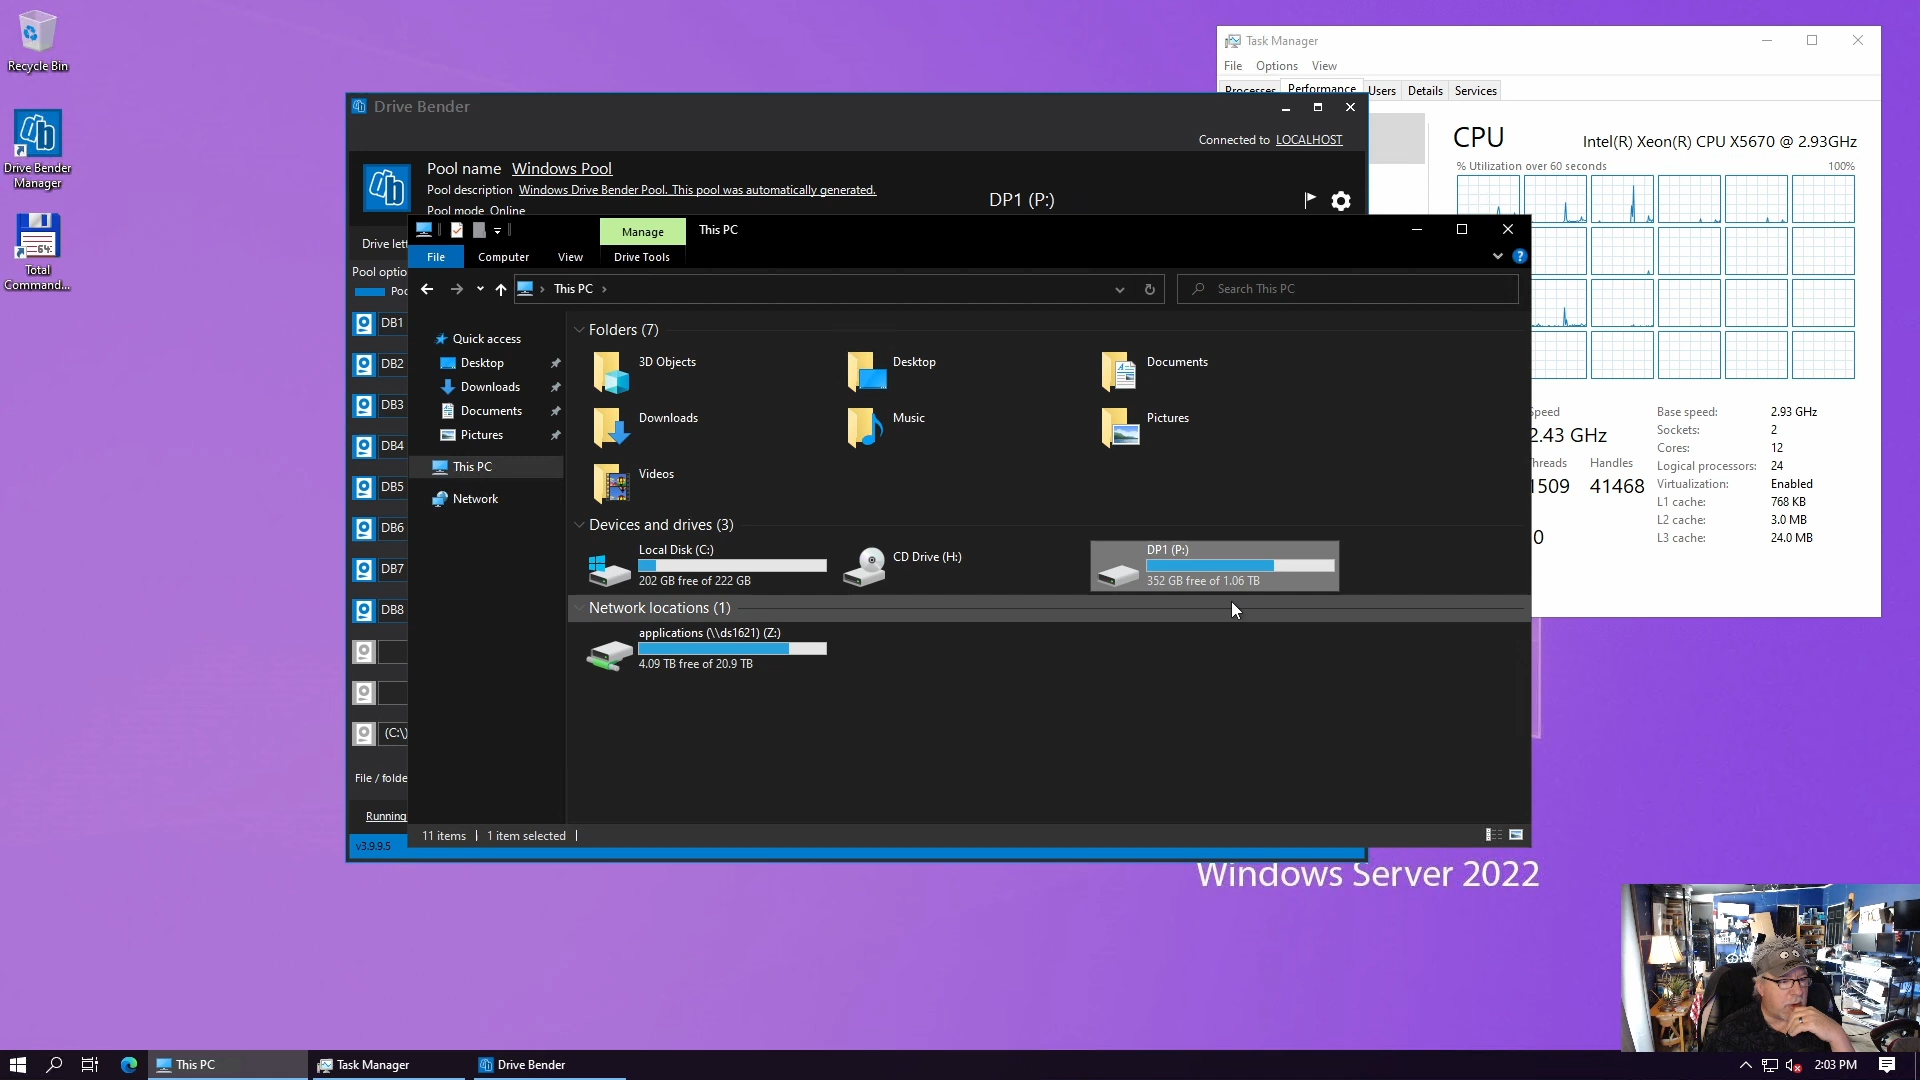 Recycle Bin
Drive Bender
Manager
Total
Command...
Task Manager
File Options View
Processes Performance Users Details Services
CPU
Intel(R) Xeon(R) CPU X5670 @ 2.93GHz
% Utilization over 60 seconds
100%
2.43 GHz
Handles
1509 41468
0
Base speed: 2.93 GHz
Sockets: 2
Cores: 12
Logical processors: 24
Virtualization: Enabled
L1 cache: 768 KB
L2 cache: 3.0 MB
L3 cache: 24.0 MB
Drive Bender
Connected to LOCALHOST
Pool name Windows Pool
Pool description Windows Drive Bender Pool. This pool was automatically generated.
Pool mode Online
DP1 (P:)
Drive lett
Pool optio
Poo
DB1
DB2
DB3
DB4
DB5
DB6
DB7
DB8
(C:\)
File / folde
Running
v3.9.9.5
Manage
This PC
File
Computer
View
Drive Tools
This PC
Search This PC
Quick access
Desktop
Downloads
Documents
Pictures
This PC
Network
Folders (7)
3D Objects
Desktop
Documents
Downloads
Music
Pictures
Videos
Devices and drives (3)
Local Disk (C:)
202 GB free of 222 GB
CD Drive (H:)
DP1 (P:)
352 GB free of 1.06 TB
Network locations (1)
applications (\\ds1621) (Z:)
4.09 TB free of 20.9 TB
11 items
1 item selected
Windows Server 2022
This PC
Task Manager
Drive Bender
2:03 PM